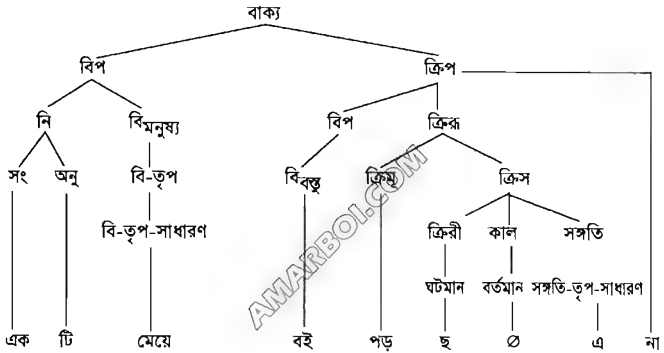 বাক্য
বিপ ক্রিপ
নি বি মনুষ্য বিপ ক্রিরূ
সং অনু বি-তৃপ বি বস্তু ক্রিমূ ক্রিস
বি-তৃপ-সাধারণ ক্রিরী কাল সঙ্গতি
ঘটমান বর্তমান সঙ্গতি-তৃপ-সাধারণ
এক টি মেয়ে বই পড় ছ ∅ এ না
AMARBOI.COM